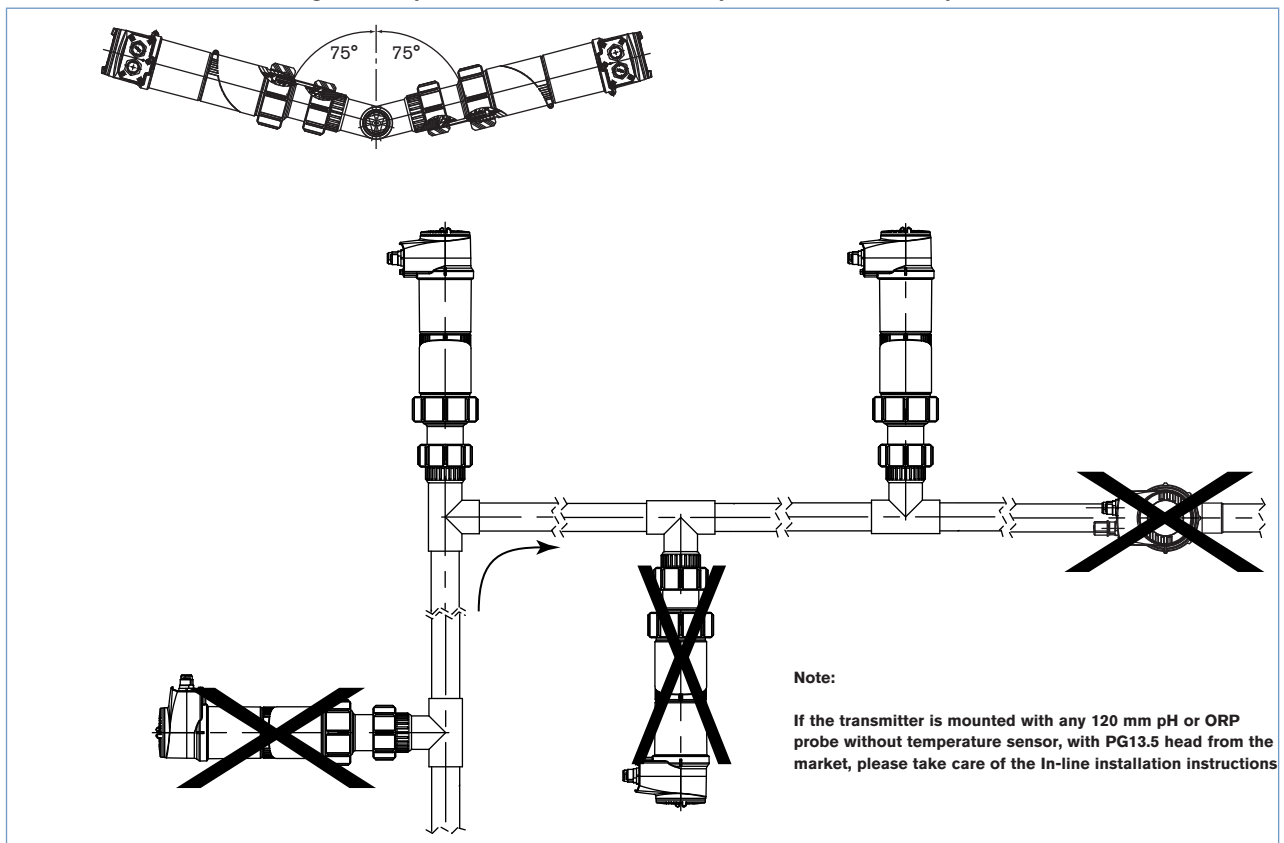 75° 75°
Note:
If the transmitter is mounted with any 120 mm pH or ORP
probe without temperature sensor, with PG13.5 head from the
market, please take care of the In-line installation instructions